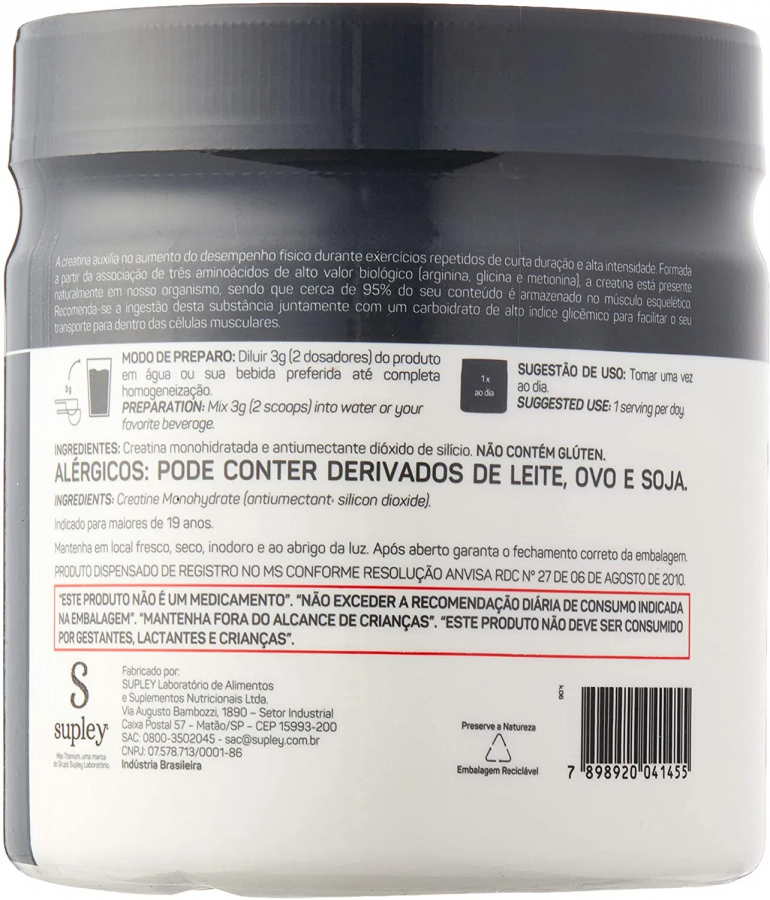 A creatina auxilia no aumento do desempenho físico durante exercícios repetidos de curta duração e alta intensidade. Formada
a partir da associação de três aminoácidos de alto valor biológico (arginina, glicina e metionina), a creatina está presente
naturalmente em nosso organismo, sendo que cerca de 95% do seu conteúdo é armazenado no músculo esquelético.
Recomenda-se a ingestão desta substância juntamente com um carboidrato de alto índice glicêmico para facilitar o seu
transporte para dentro das células musculares.
3g
MODO DE PREPARO: Diluir 3g (2 dosadores) do produto
em água ou sua bebida preferida até completa
homogeneização.
PREPARATION: Mix 3g (2 scoops) into water or your
favorite beverage.
1 x
ao dia
SUGESTÃO DE USO: Tomar uma vez
ao dia.
SUGGESTED USE: 1 serving per day.
INGREDIENTES: Creatina monohidratada e antiumectante dióxido de silício. NÃO CONTÉM GLÚTEN.
ALÉRGICOS: PODE CONTER DERIVADOS DE LEITE, OVO E SOJA.
INGREDIENTS: Creatine Monohydrate (antiumectant, silicon dioxide).
Indicado para maiores de 19 anos.
Mantenha em local fresco, seco, inodoro e ao abrigo da luz. Após aberto garanta o fechamento correto da embalagem.
PRODUTO DISPENSADO DE REGISTRO NO MS CONFORME RESOLUÇÃO ANVISA RDC Nº 27 DE 06 DE AGOSTO DE 2010.
"ESTE PRODUTO NÃO É UM MEDICAMENTO". "NÃO EXCEDER A RECOMENDAÇÃO DIÁRIA DE CONSUMO INDICADA
NA EMBALAGEM". "MANTENHA FORA DO ALCANCE DE CRIANÇAS". "ESTE PRODUTO NÃO DEVE SER CONSUMIDO
POR GESTANTES, LACTANTES E CRIANÇAS".
supley
Max Titanium, uma marca
do Grupo Supley Laboratório.
Fabricado por:
SUPLEY Laboratório de Alimentos
e Suplementos Nutricionais Ltda.
Via Augusto Bambozzi, 1890 – Setor Industrial
Caixa Postal 57 – Matão/SP – CEP 15993-200
SAC: 0800-3502045 - sac@supley.com.br
CNPJ: 07.578.713/0001-86
Indústria Brasileira
Preserve a Natureza
Embalagem Reciclável
7 898920 041455